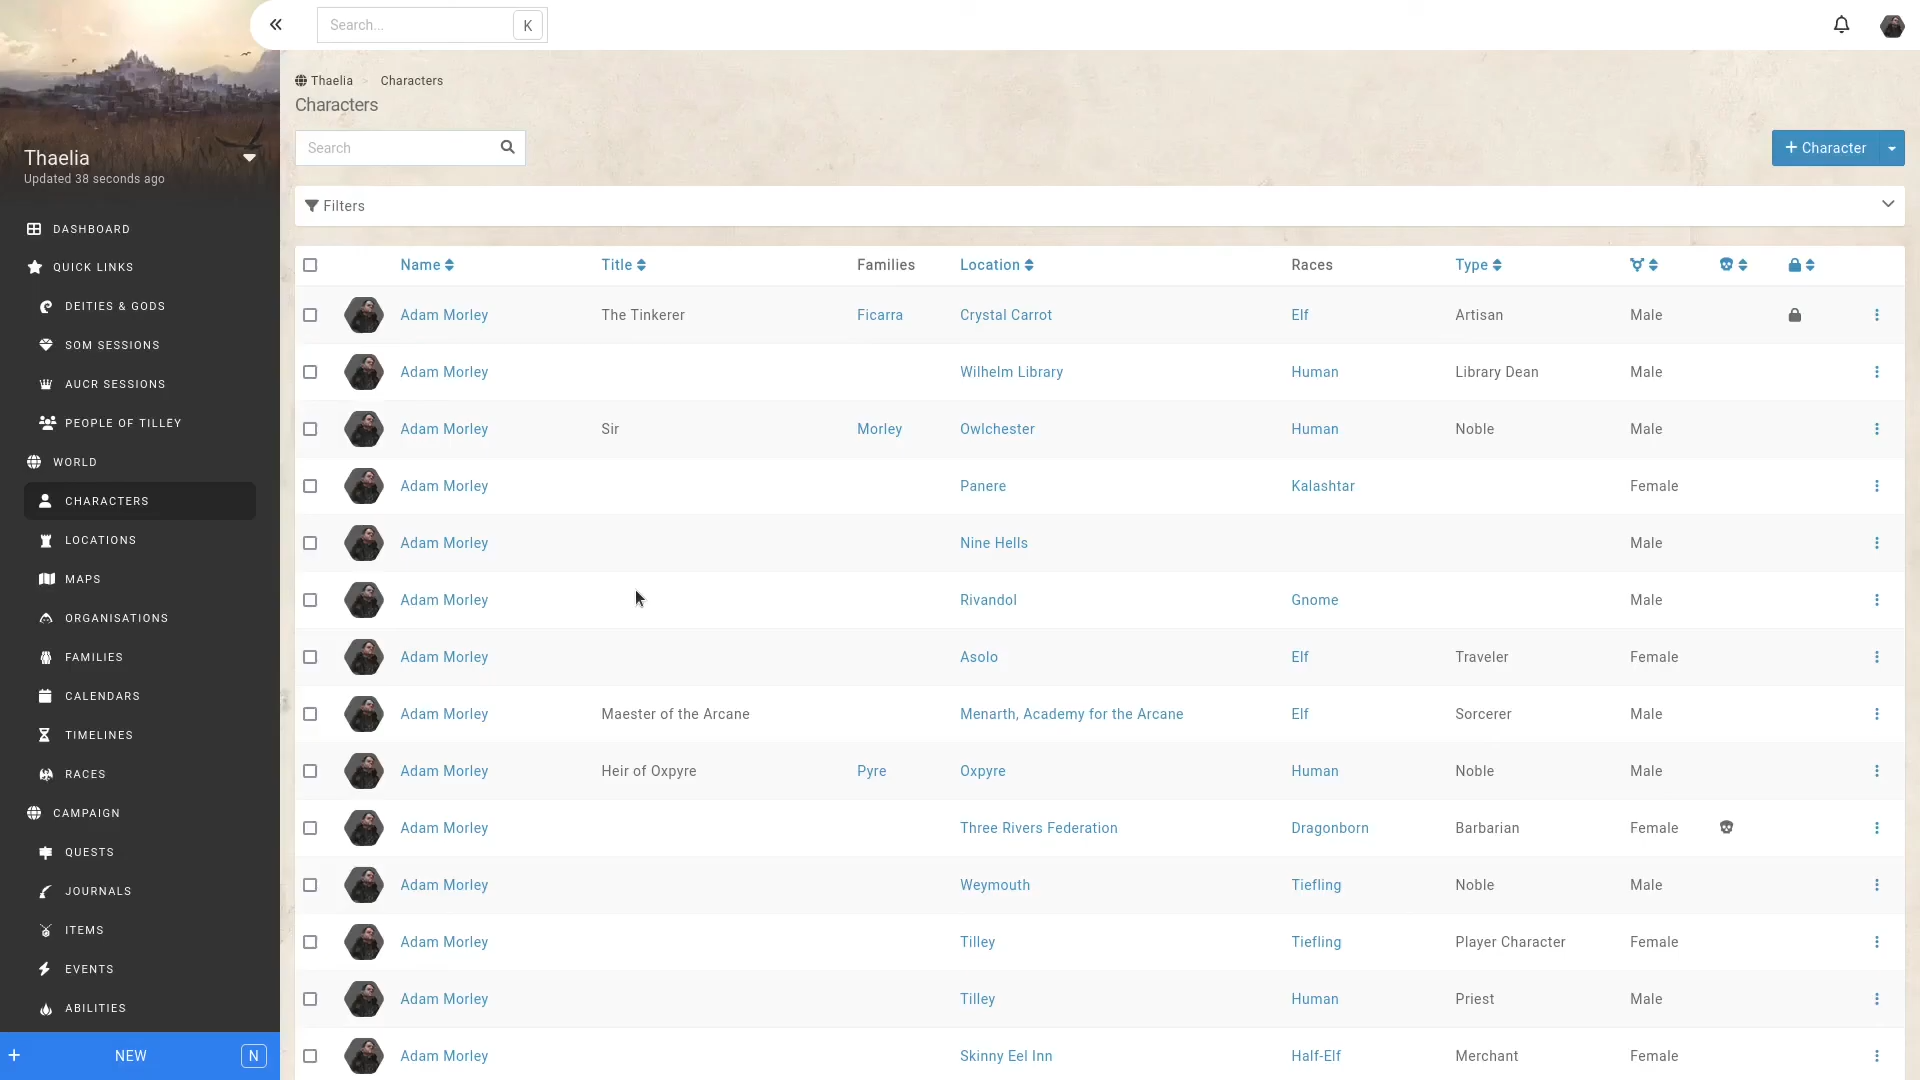 Search...
K
Thaelia
Updated 38 seconds ago
DASHBOARD
QUICK LINKS
DEITIES & GODS
SOM SESSIONS
AUCR SESSIONS
PEOPLE OF TILLEY
WORLD
CHARACTERS
LOCATIONS
MAPS
ORGANISATIONS
FAMILIES
CALENDARS
TIMELINES
RACES
CAMPAIGN
QUESTS
JOURNALS
ITEMS
EVENTS
ABILITIES
+ NEW N
Thaelia Characters
Characters
Search
+ Character
Filters
Name Title Families Location Races Type
Adam Morley The Tinkerer Ficarra Crystal Carrot Elf Artisan Male
Adam Morley Wilhelm Library Human Library Dean Male
Adam Morley Sir Morley Owlchester Human Noble Male
Adam Morley Panere Kalashtar Female
Adam Morley Nine Hells Male
Adam Morley Rivandol Gnome Male
Adam Morley Asolo Elf Traveler Female
Adam Morley Maester of the Arcane Menarth, Academy for the Arcane Elf Sorcerer Male
Adam Morley Heir of Oxpyre Pyre Oxpyre Human Noble Male
Adam Morley Three Rivers Federation Dragonborn Barbarian Female
Adam Morley Weymouth Tiefling Noble Male
Adam Morley Tilley Tiefling Player Character Female
Adam Morley Tilley Human Priest Male
Adam Morley Skinny Eel Inn Half-Elf Merchant Female